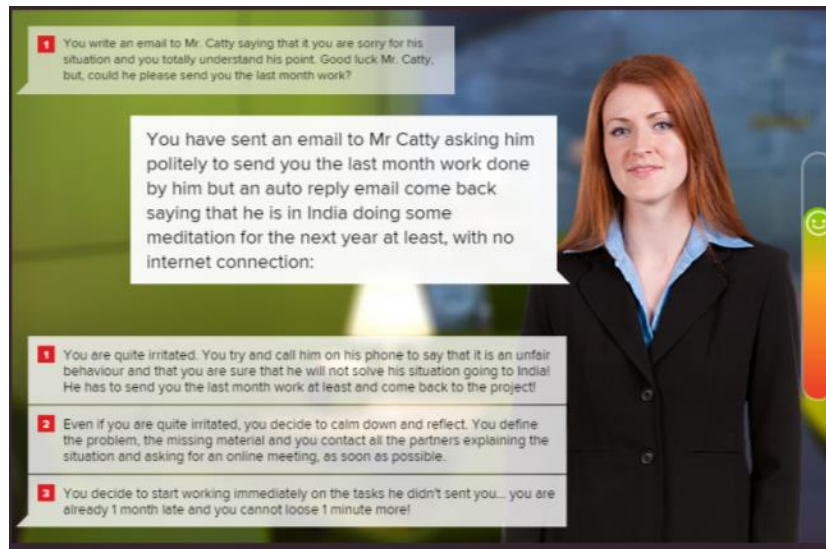 1 You write an email to Mr. Catty saying that it you are sorry for his
situation and you totally understand his point. Good luck Mr. Catty,
but, could he please send you the last month work?
You have sent an email to Mr Catty asking him
politely to send you the last month work done
by him but an auto reply email come back
saying that he is in India doing some
meditation for the next year at least, with no
internet connection:
1 You are quite irritated. You try and call him on his phone to say that it is an unfair
behaviour and that you are sure that he will not solve his situation going to India!
He has to send you the last month work at least and come back to the project!
2 Even if you are quite irritated, you decide to calm down and reflect. You define
the problem, the missing material and you contact all the partners explaining the
situation and asking for an online meeting, as soon as possible.
3 You decide to start working immediately on the tasks he didn't sent you... you are
already 1 month late and you cannot loose 1 minute more!